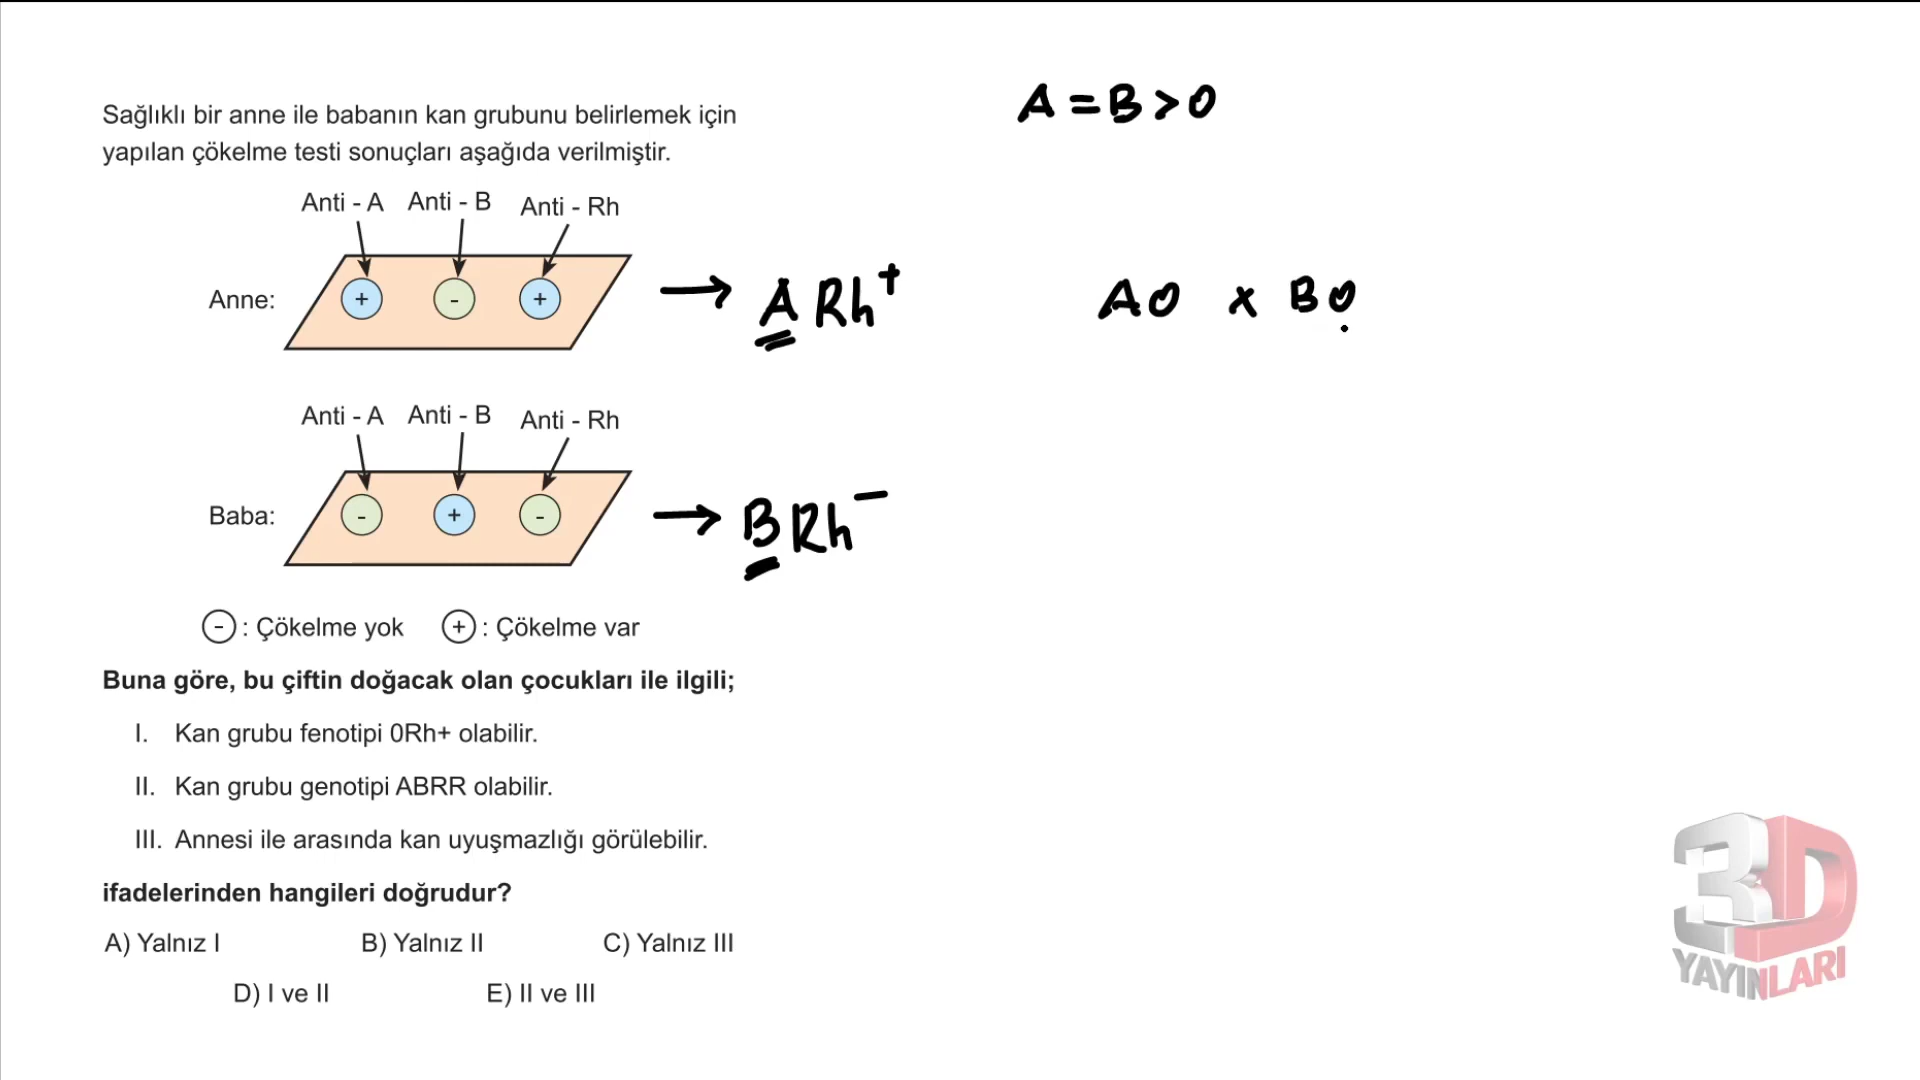 Sağlıklı bir anne ile babanın kan grubunu belirlemek için
yapılan çökelme testi sonuçları aşağıda verilmiştir.
A = B > 0
Anti - A Anti - B Anti - Rh
Anne: + - + → A Rh+
A0 x B0
Anti - A Anti - B Anti - Rh
Baba: - + - → B Rh-
- : Çökelme yok + : Çökelme var
Buna göre, bu çiftin doğacak olan çocukları ile ilgili;
I. Kan grubu fenotipi 0Rh+ olabilir.
II. Kan grubu genotipi ABRR olabilir.
III. Annesi ile arasında kan uyuşmazlığı görülebilir.
ifadelerinden hangileri doğrudur?
A) Yalnız I B) Yalnız II C) Yalnız III
D) I ve II E) II ve III
3D
YAYINLARI